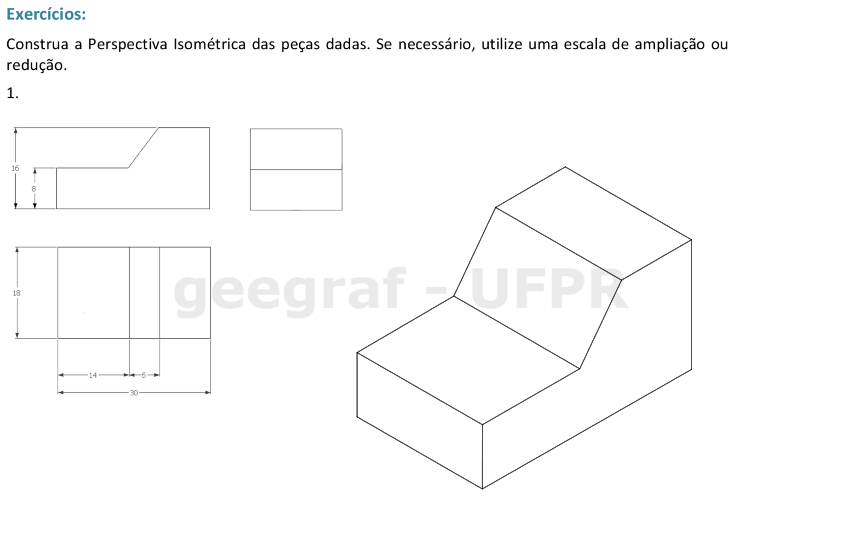 Exercícios:
Construa a Perspectiva Isométrica das peças dadas. Se necessário, utilize uma escala de ampliação ou
redução.
1.
16
8
geegraf - UFPR
18
14
6
30